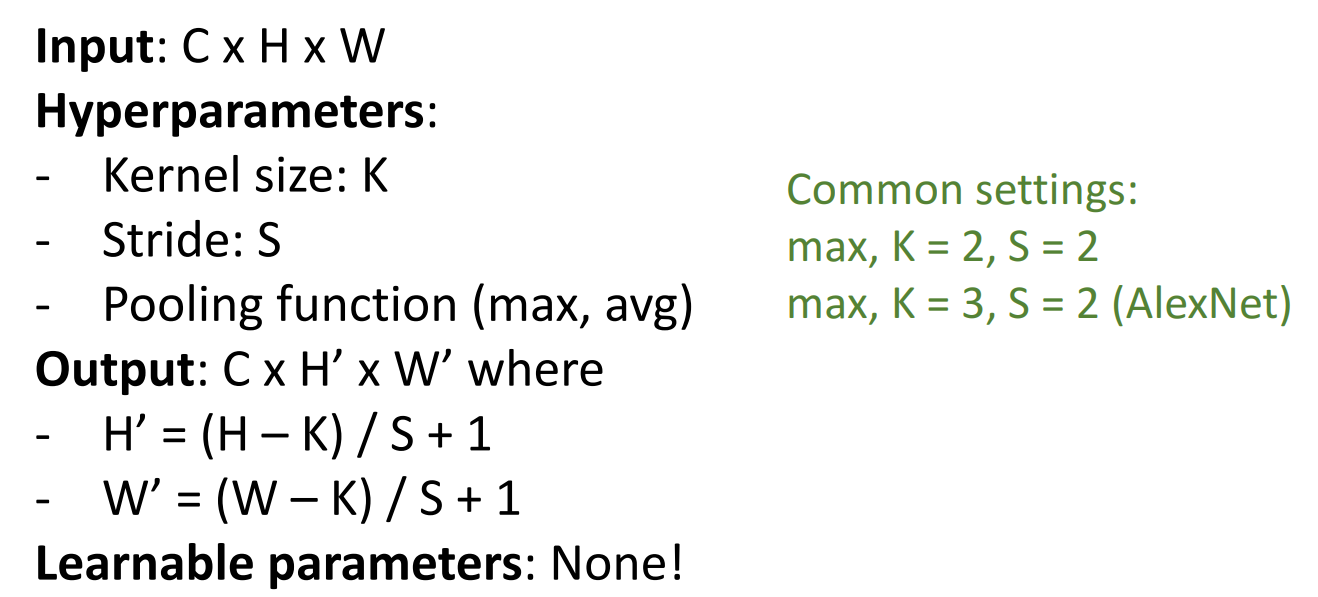 Input: C x H x W
Hyperparameters:
- Kernel size: K
- Stride: S
- Pooling function (max, avg)
Common settings:
max, K = 2, S = 2
max, K = 3, S = 2 (AlexNet)
Output: C x H’ x W’ where
- H’ = (H – K) / S + 1
- W’ = (W – K) / S + 1
Learnable parameters: None!